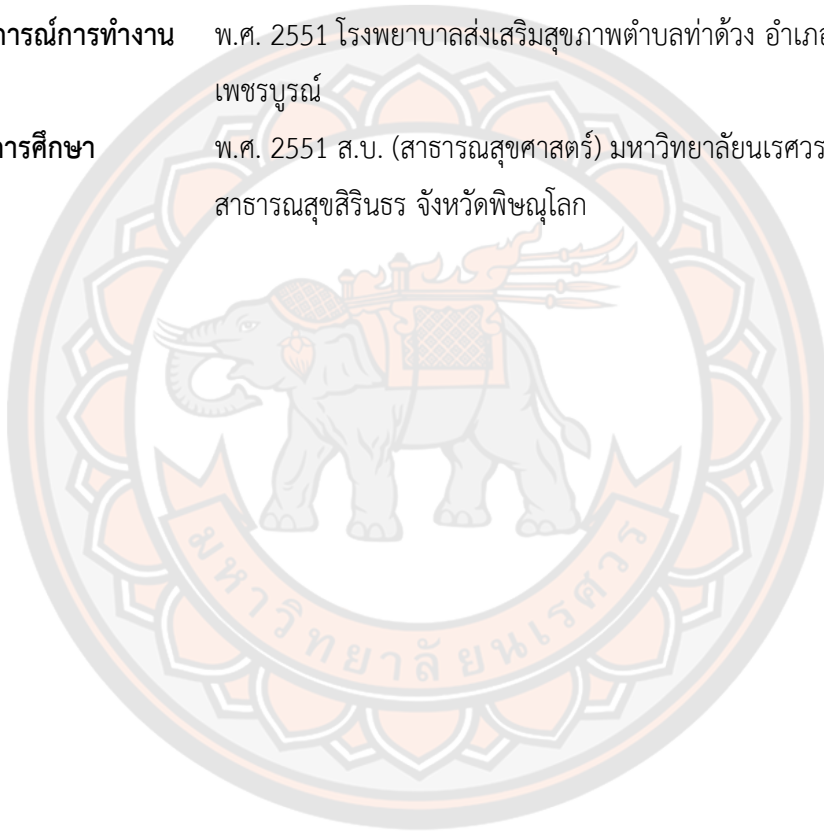 การณ์การทำงาน พ.ศ. 2551 โรงพยาบาลส่งเสริมสุขภาพตำบลท่าด้วง อำเภอ
เพชรบูรณ์
การศึกษา พ.ศ. 2551 ส.บ. (สาธารณสุขศาสตร์) มหาวิทยาลัยนเรศวร
สาธารณสุขสิรินธร จังหวัดพิษณุโลก
มหาวิทยาลัยนเรศวร